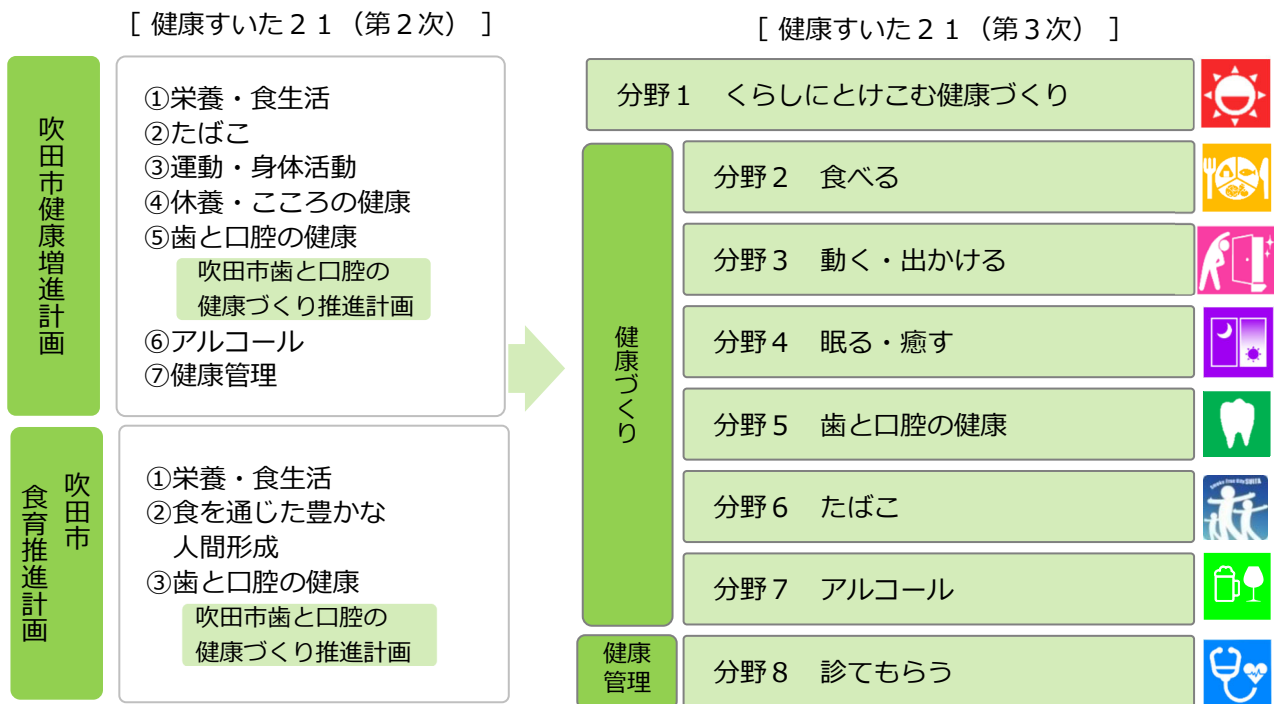 [ 健康すいた２１（第２次） ]
吹田市健康増進計画
①栄養・食生活
②たばこ
③運動・身体活動
④休養・こころの健康
⑤歯と口腔の健康
吹田市歯と口腔の
健康づくり推進計画
⑥アルコール
⑦健康管理
吹田市
食育推進計画
①栄養・食生活
②食を通じた豊かな
人間形成
③歯と口腔の健康
吹田市歯と口腔の
健康づくり推進計画
[ 健康すいた２１（第３次） ]
分野１　くらしにとけこむ健康づくり
健康づくり
分野２　食べる
分野３　動く・出かける
分野４　眠る・癒す
分野５　歯と口腔の健康
分野６　たばこ
Smoke Free City SUITA
分野７　アルコール
健康
管理
分野８　診てもらう